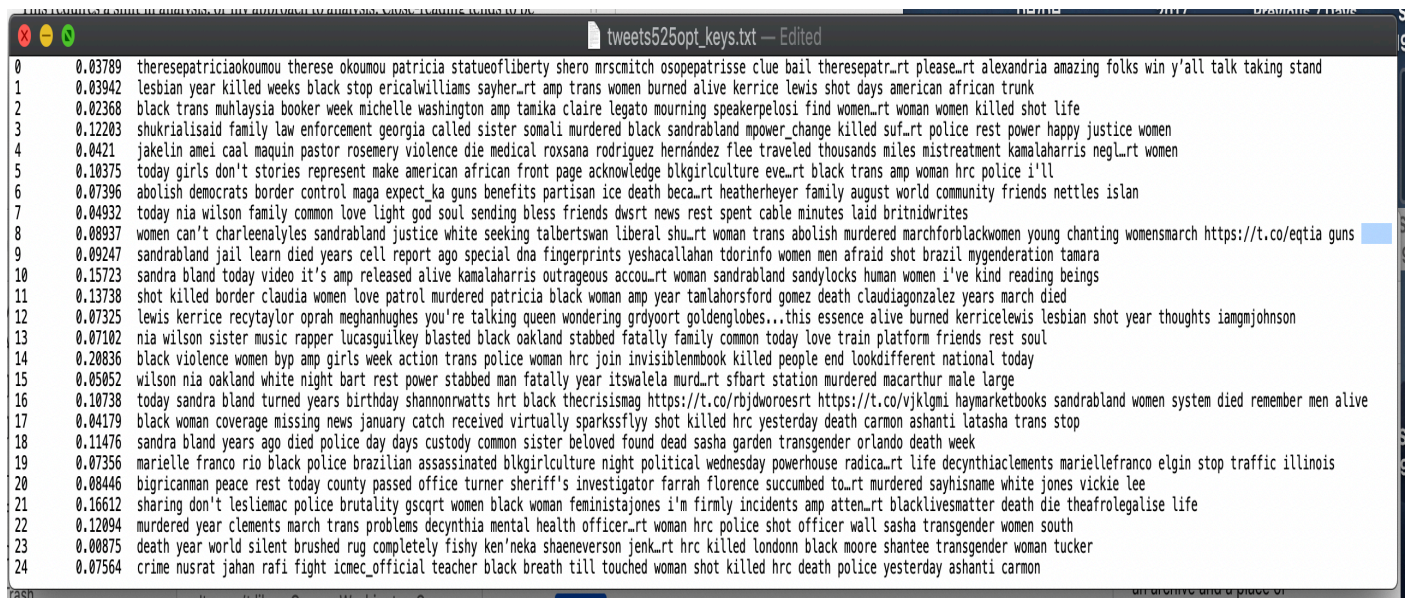 This requires a shift in analysis, or my approach to analysis. Close-reading tends to be
tweets525opt_keys.txt — Edited
0 0.03789 theresepatriciaokoumou therese okoumou patricia statueofliberty shero mrscmitch osopepatrisse clue bail theresepatr…rt please…rt alexandria amazing folks win y'all talk taking stand
1 0.03942 lesbian year killed weeks black stop ericalwilliams sayher…rt amp trans women burned alive kerrice lewis shot days american african trunk
2 0.02368 black trans muhlaysia booker week michelle washington amp tamika claire legato mourning speakerpelosi find women…rt woman women killed shot life
3 0.12203 shukrialisaid family law enforcement georgia called sister somali murdered black sandrabland mpower_change killed suf…rt police rest power happy justice women
4 0.0421 jakelin amei caal maquin pastor rosemery violence die medical roxsana rodriguez hernández flee traveled thousands miles mistreatment kamalaharris negl…rt women
5 0.10375 today girls don't stories represent make american african front page acknowledge blkgirlculture eve…rt black trans amp woman hrc police i'll
6 0.07396 abolish democrats border control maga expect_ka guns benefits partisan ice death beca…rt heatherheyer family august world community friends nettles islan
7 0.04932 today nia wilson family common love light god soul sending bless friends dwsrt news rest spent cable minutes laid britnidwrites
8 0.08937 women can't charleenalyles sandrabland justice white seeking talbertswan liberal shu…rt woman trans abolish murdered marchforblackwomen young chanting womensmarch https://t.co/eqtia guns
9 0.09247 sandrabland jail learn died years cell report ago special dna fingerprints yeshacallahan tdorinfo women men afraid shot brazil mygenderation tamara
10 0.15723 sandra bland today video it's amp released alive kamalaharris outrageous accou…rt woman sandrabland sandylocks human women i've kind reading beings
11 0.13738 shot killed border claudia women love patrol murdered patricia black woman amp year tamlahorsford gomez death claudiagonzalez years march died
12 0.07325 lewis kerrice recytaylor oprah meghanhughes you're talking queen wondering grdyoort goldenglobes...this essence alive burned kerricelewis lesbian shot year thoughts iamgmjohnson
13 0.07102 nia wilson sister music rapper lucasguilkey blasted black oakland stabbed fatally family common today love train platform friends rest soul
14 0.20836 black violence women byp amp girls week action trans police woman hrc join invisiblenmbook killed people end lookdifferent national today
15 0.05052 wilson nia oakland white night bart rest power stabbed man fatally year itswalela murd…rt sfbart station murdered macarthur male large
16 0.10738 today sandra bland turned years birthday shannonrwatts hrt black thecrisismag https://t.co/rbjdworoesrt https://t.co/vjklgmi haymarketbooks sandrabland women system died remember men alive
17 0.04179 black woman coverage missing news january catch received virtually sparkssflyy shot killed hrc yesterday death carmon ashanti latasha trans stop
18 0.11476 sandra bland years ago died police day days custody common sister beloved found dead sasha garden transgender orlando death week
19 0.07356 marielle franco rio black police brazilian assassinated blkgirlculture night political wednesday powerhouse radica…rt life decynthiaclements mariellefranco elgin stop traffic illinois
20 0.08446 bigricanman peace rest today county passed office turner sheriff's investigator farrah florence succumbed to…rt murdered sayhisname white jones vickie lee
21 0.16612 sharing don't lesliemac police brutality gscqrt women black woman feministajones i'm firmly incidents amp atten…rt blacklivesmatter death die theafrolegalise life
22 0.12094 murdered year clements march trans problems decynthia mental health officer…rt woman hrc police shot officer wall sasha transgender women south
23 0.00875 death year world silent brushed rug completely fishy ken'neka shaeneverson jenk…rt hrc killed londonn black moore shantee transgender woman tucker
24 0.07564 crime nusrat jahan rafi fight icmec_official teacher black breath till touched woman shot killed hrc death police yesterday ashanti carmon